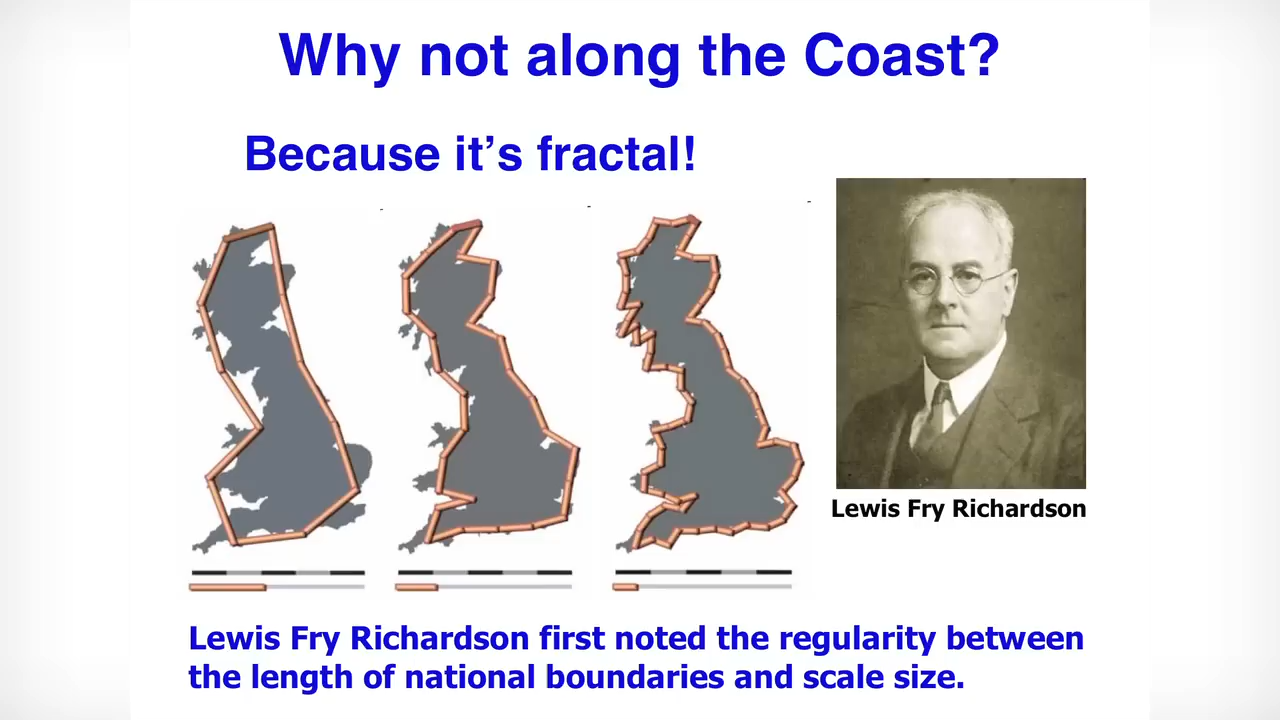 Why not along the Coast?
Because it’s fractal!
Lewis Fry Richardson
Lewis Fry Richardson first noted the regularity between
the length of national boundaries and scale size.